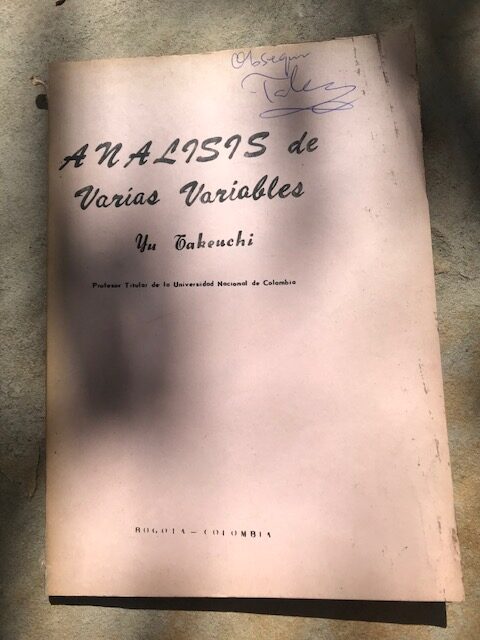 Obsequio
ANALISIS de
Varias Variables
Yu Takeuchi
Profesor Titular de la Universidad Nacional de Colombia
BOGOTA — COLOMBIA